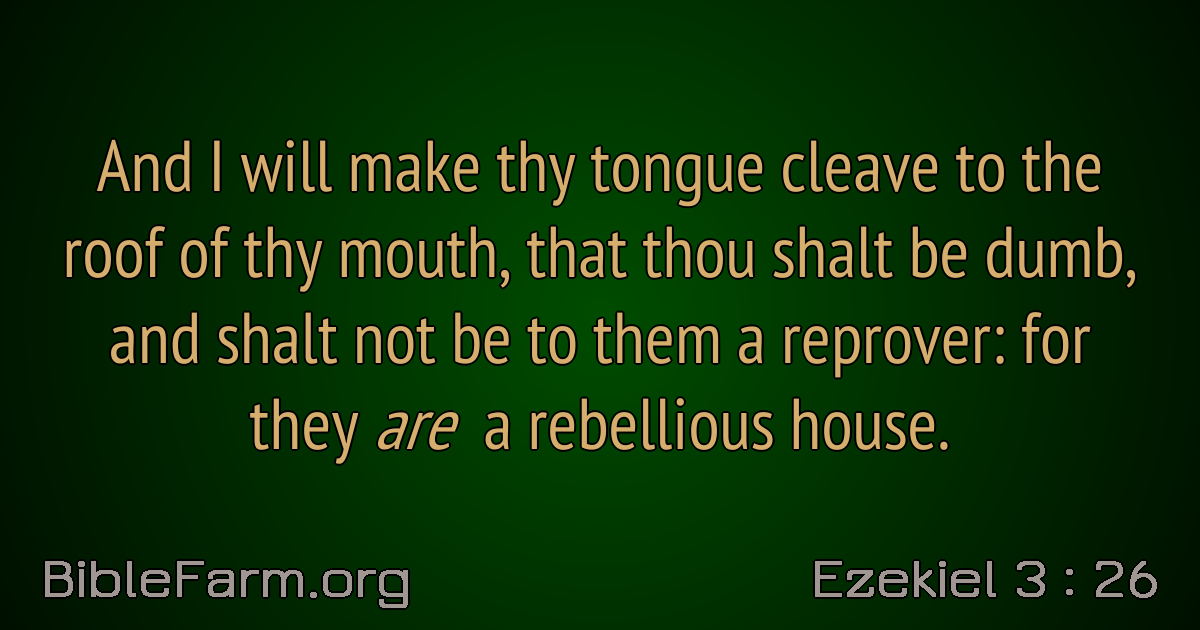 And I will make thy tongue cleave to the
roof of thy mouth, that thou shalt be dumb,
and shalt not be to them a reprover: for
they are a rebellious house.
BibleFarm.org
Ezekiel 3 : 26